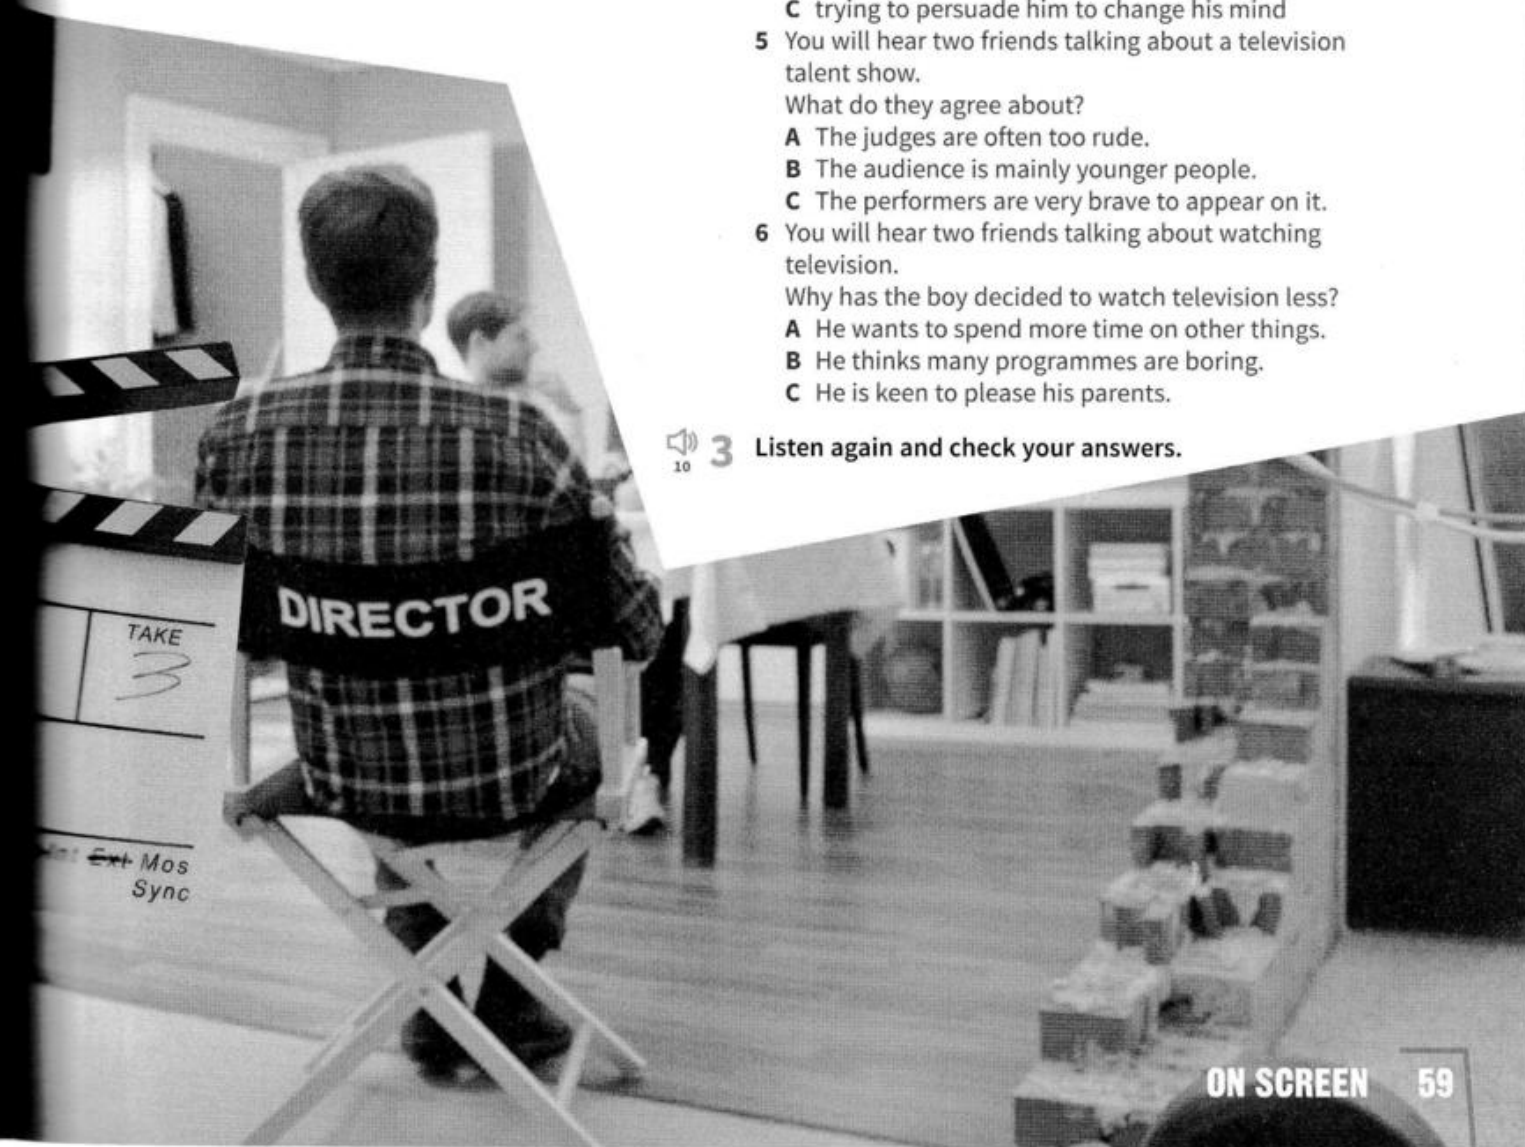 C trying to persuade him to change his mind
5 You will hear two friends talking about a television
talent show.
What do they agree about?
A The judges are often too rude.
B The audience is mainly younger people.
C The performers are very brave to appear on it.
6 You will hear two friends talking about watching
television.
Why has the boy decided to watch television less?
A He wants to spend more time on other things.
B He thinks many programmes are boring.
C He is keen to please his parents.
10 3 Listen again and check your answers.
DIRECTOR
TAKE
3
Ext Mos
Sync
ON SCREEN 59